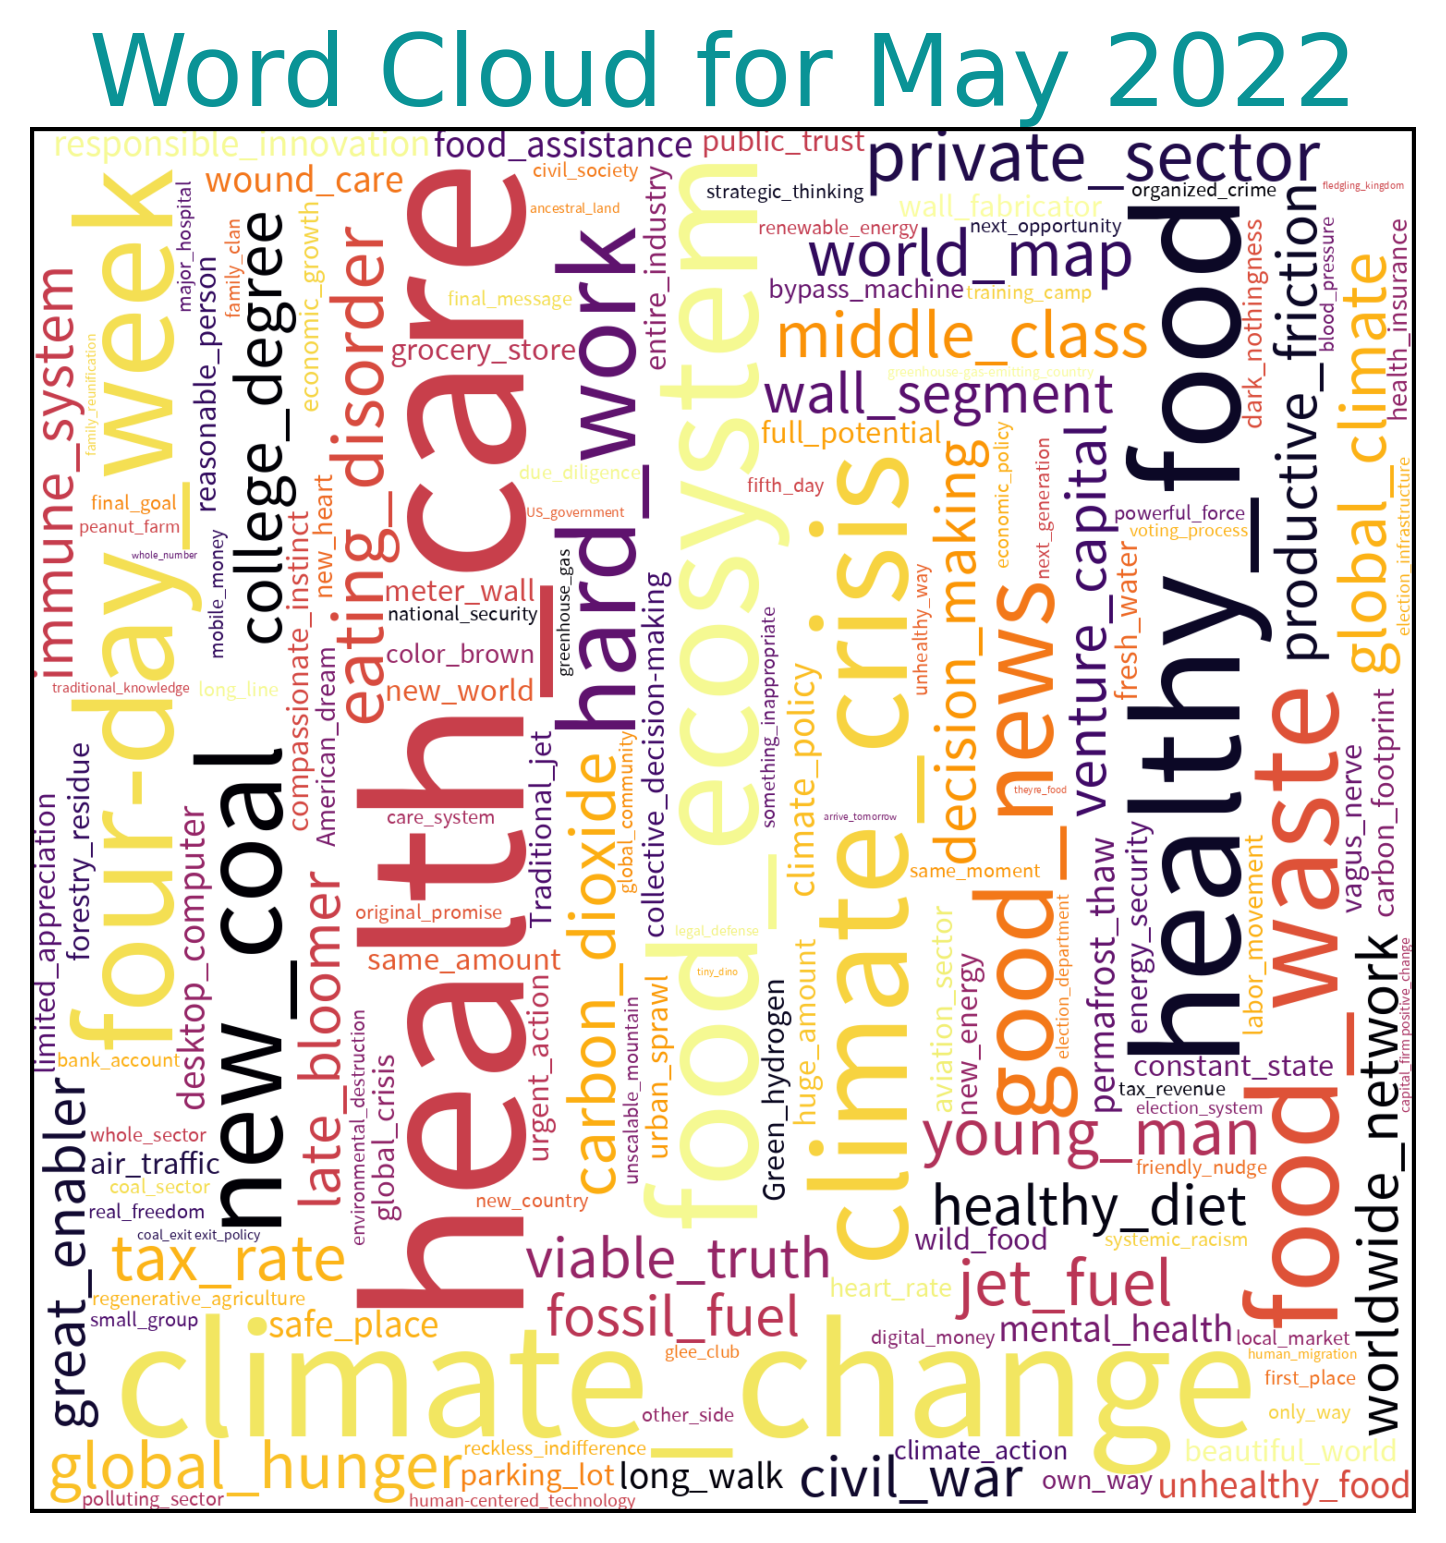 Word Cloud for May 2022
responsible_innovation
food_assistance
public_trust
private_sector
wound_care
civil_society
strategic_thinking
organized_crime
fledgling_kingdom
major_hospital
four-day_week
family_clan
college_degree
economic_growth
ancestral_land
entire_industry
wall_fabricator
renewable_energy
next_opportunity
world_map
dark_nothingness
productive_friction
blood_pressure
health_insurance
immune_system
family_reunification
reasonable_person
eating_disorder
health_care
final_message
hard_work
food_ecosystem
bypass_machine
training_camp
healthy_food
global_climate
grocery_store
middle_class
greenhouse-gas-emitting_country
wall_segment
full_potential
due_diligence
fifth_day
climate_crisis
decision_making
economic_policy
next_generation
venture_capital
powerful_force
voting_process
election_infrastructure
final_goal
peanut_farm
whole_number
mobile_money
compassionate_instinct
new_heart
US_government
greenhouse_gas
meter_wall
national_security
color_brown
new_world
collective_decision-making
something_inappropriate
unhealthy_way
good_news
fresh_water
traditional_knowledge
long_line
American_dream
new_coal
climate_policy
food_waste
forestry_residue
limited_appreciation
desktop_computer
care_system
Traditional_jet
carbon_dioxide
global_community
arrive_tomorrow
theyre_food
vagus_nerve
carbon_footprint
late_bloomer
original_promise
same_amount
legal_defense
tiny_dino
same_moment
election_department
permafrost_thaw
energy_security
labor_movement
bank_account
environmental_destruction
global_crisis
urgent_action
unscalable_mountain
urban_sprawl
Green_hydrogen
huge_amount
aviation_sector
new_energy
constant_state
tax_revenue
election_system
worldwide_network
positive_change
capital_firm
great_enabler
whole_sector
air_traffic
coal_sector
real_freedom
coal_exit
exit_policy
new_country
young_man
friendly_nudge
healthy_diet
tax_rate
viable_truth
wild_food
systemic_racism
regenerative_agriculture
small_group
safe_place
fossil_fuel
heart_rate
jet_fuel
digital_money
mental_health
local_market
glee_club
human_migration
climate_change
first_place
other_side
only_way
global_hunger
reckless_indifference
parking_lot
long_walk
civil_war
climate_action
own_way
beautiful_world
unhealthy_food
polluting_sector
human-centered_technology